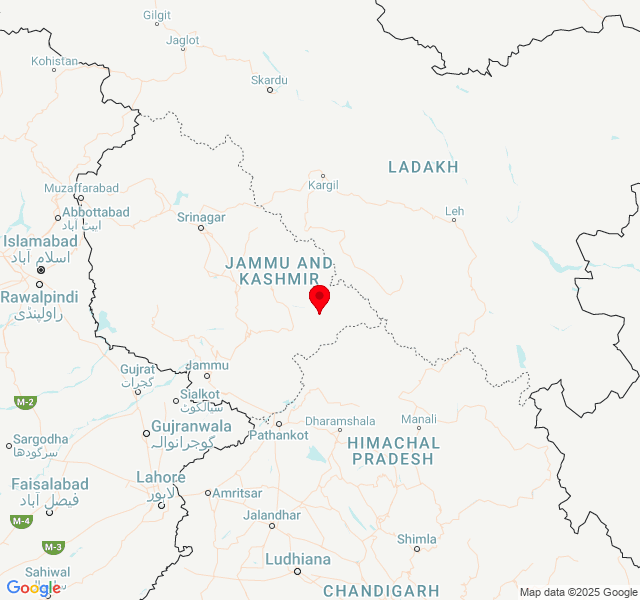 Gilgit
Jaglot
Kohistan
Skardu
LADAKH
Kargil
Muzaffarabad
Abbottabad
ایبٹ آباد
Srinagar
Leh
Islamabad
اسلام آباد
JAMMU AND
KASHMIR
Rawalpindi
راولپنڈی
Jammu
Gujrat
گجرات
Sialkot
سیالکوٹ
M-2
Pathankot
Dharamshala
Manali
Gujranwala
گوجرانوالہ
Sargodha
سرگودھا
HIMACHAL
PRADESH
Lahore
لاہور
Faisalabad
فیصل آباد
Amritsar
M-4
Jalandhar
M-3
Shimla
Ludhiana
Sahiwal
CHANDIGARH
Google
Map data ©2025 Google